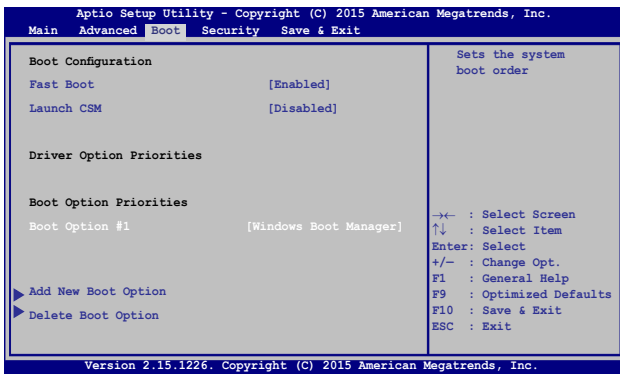 Aptio Setup Utility - Copyright (C) 2015 American Megatrends, Inc.
Main Advanced Boot Security Save & Exit
Boot Configuration
Fast Boot [Enabled]
Launch CSM [Disabled]
Driver Option Priorities
Boot Option Priorities
Boot Option #1 [Windows Boot Manager]
Add New Boot Option
Delete Boot Option
Sets the system
boot order
→← : Select Screen
↑↓ : Select Item
Enter: Select
+/— : Change Opt.
F1 : General Help
F9 : Optimized Defaults
F10 : Save & Exit
ESC : Exit
Version 2.15.1226. Copyright (C) 2015 American Megatrends, Inc.